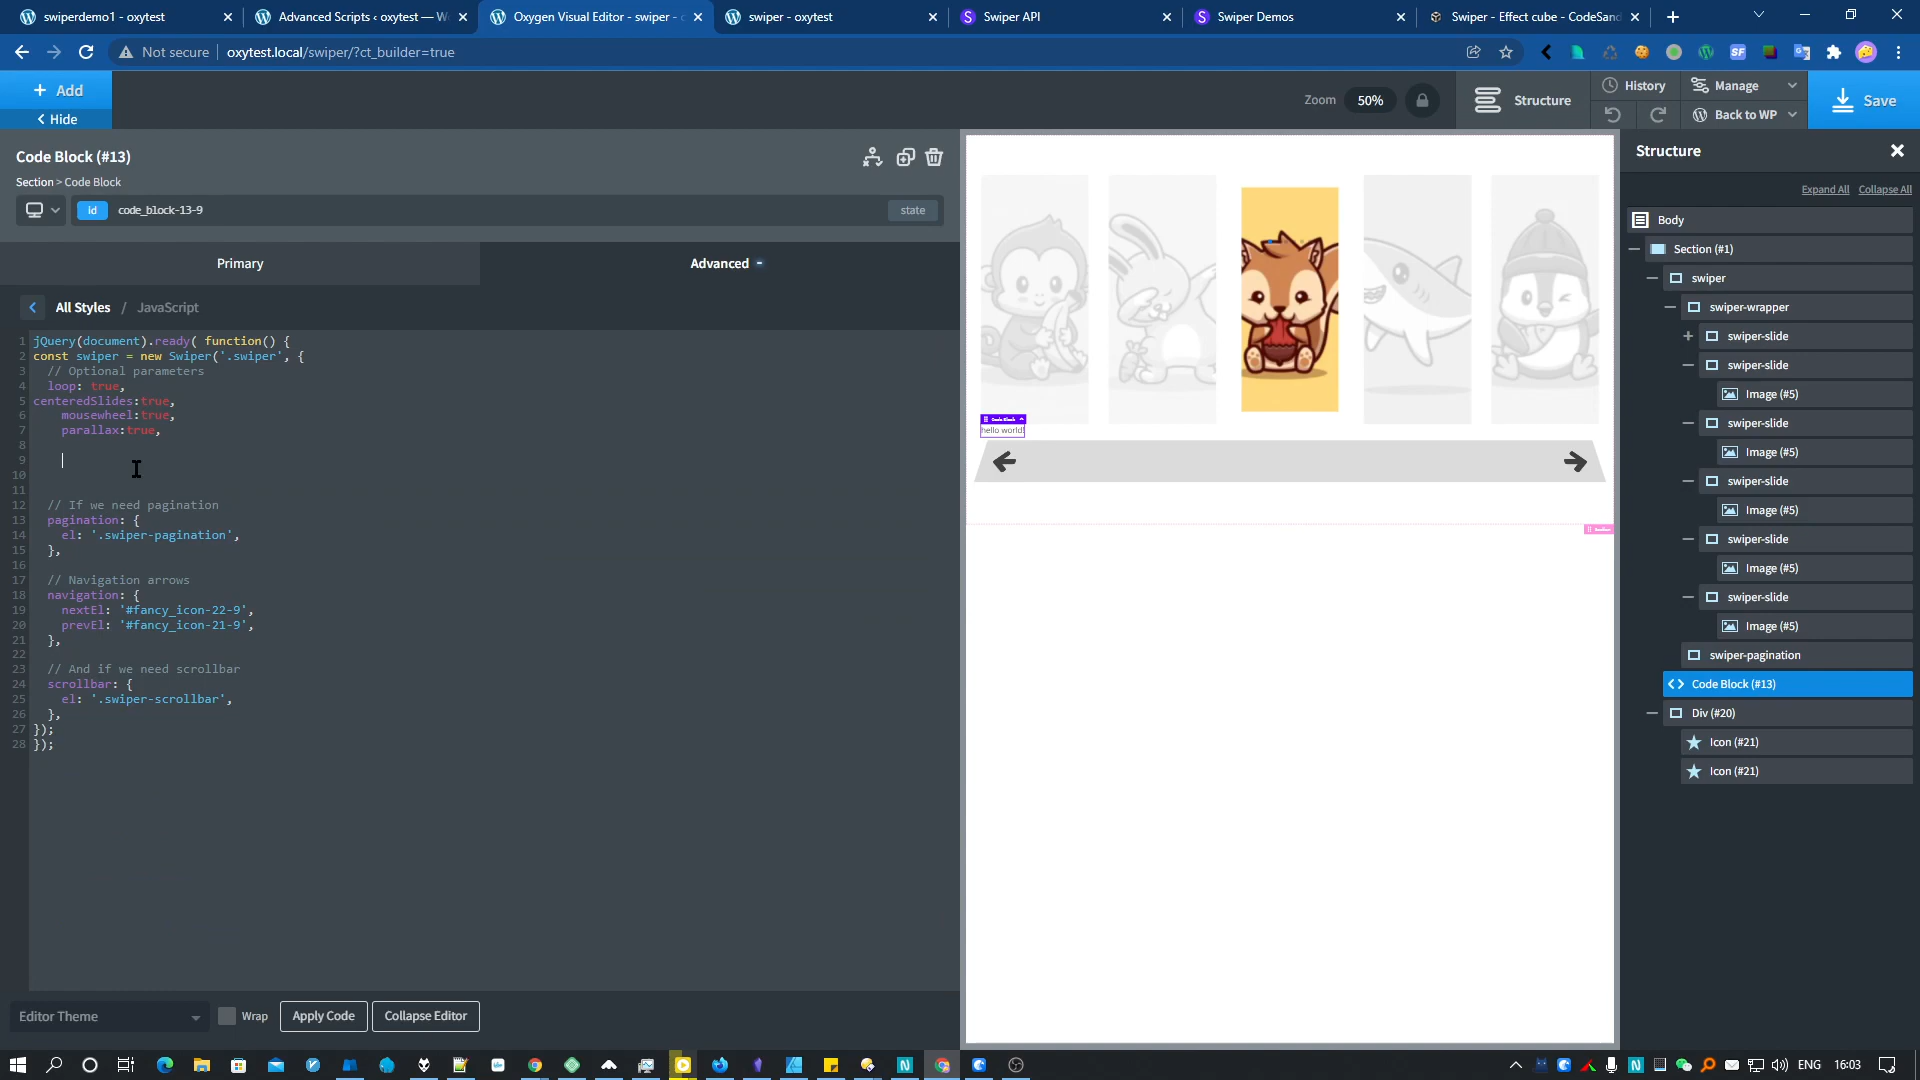 swiperdemo1 - oxytest
Advanced Scripts ‹ oxytest — W
Oxygen Visual Editor - swiper -
swiper - oxytest
Swiper API
Swiper Demos
Swiper - Effect cube - CodeSand
Not secure
oxytest.local/swiper/?ct_builder=true
+ Add
Hide
Zoom
50%
Structure
History
Manage
Back to WP
Save
Code Block (#13)
Section > Code Block
id
code_block-13-9
state
Primary
Advanced
All Styles / JavaScript
1 jQuery(document).ready( function() {
2 const swiper = new Swiper('.swiper', {
3 // Optional parameters
4 loop: true,
5 centeredSlides:true,
6 mousewheel:true,
7 parallax:true,
8
9
10
11
12 // If we need pagination
13 pagination: {
14 el: '.swiper-pagination',
15 },
16
17 // Navigation arrows
18 navigation: {
19 nextEl: '#fancy_icon-22-9',
20 prevEl: '#fancy_icon-21-9',
21 },
22
23 // And if we need scrollbar
24 scrollbar: {
25 el: '.swiper-scrollbar',
26 },
27 });
28 });
Code Block
hello world!
Editor Theme
Wrap
Apply Code
Collapse Editor
Structure
Expand All
Collapse All
Body
Section (#1)
swiper
swiper-wrapper
swiper-slide
swiper-slide
Image (#5)
swiper-slide
Image (#5)
swiper-slide
Image (#5)
swiper-slide
Image (#5)
swiper-slide
Image (#5)
swiper-pagination
Code Block (#13)
Div (#20)
Icon (#21)
Icon (#21)
SF
ENG
16:03